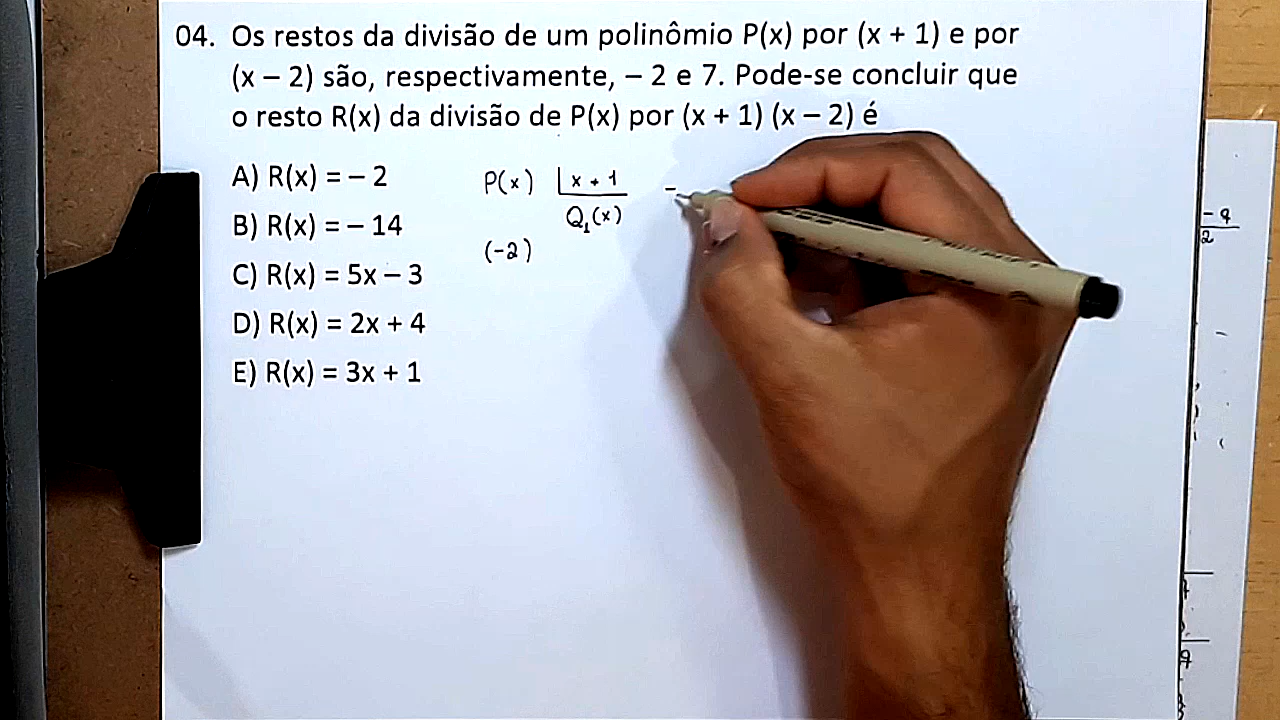 04. Os restos da divisão de um polinômio P(x) por (x + 1) e por
(x – 2) são, respectivamente, – 2 e 7. Pode-se concluir que
o resto R(x) da divisão de P(x) por (x + 1) (x – 2) é
A) R(x) = – 2
B) R(x) = – 14
C) R(x) = 5x – 3
D) R(x) = 2x + 4
E) R(x) = 3x + 1
P(x) x + 1
Q₁(x)
(-2)